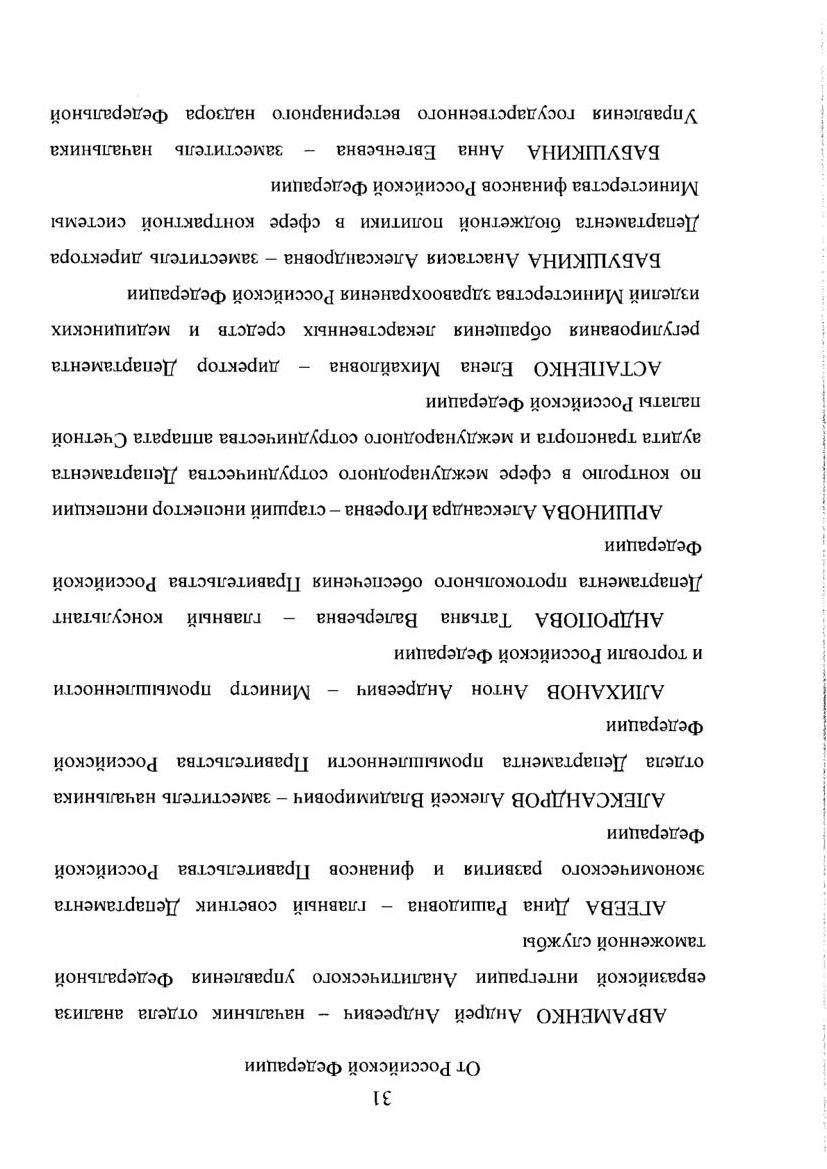 31
От Российской Федерации
АВРАМЕНКО Андрей Андреевич – начальник отдела анализа
евразийской интеграции Аналитического управления Федеральной
таможенной службы
АГЕЕВА Дина Рашидовна – главный советник Департамента
экономического развития и финансов Правительства Российской
Федерации
АЛЕКСАНДРОВ Алексей Владимирович – заместитель начальника
отдела Департамента промышленности Правительства Российской
Федерации
АЛИХАНОВ Антон Андреевич – Министр промышленности
и торговли Российской Федерации
АНДРОПОВА Татьяна Валерьевна – главный консультант
Департамента протокольного обеспечения Правительства Российской
Федерации
АРШИНОВА Александра Игоревна – старший инспектор инспекции
по контролю в сфере международного сотрудничества Департамента
аудита транспорта и международного сотрудничества аппарата Счетной
палаты Российской Федерации
АСТАПЕНКО Елена Михайловна – директор Департамента
регулирования обращения лекарственных средств и медицинских
изделий Министерства здравоохранения Российской Федерации
БАБУШКИНА Анастасия Александровна – заместитель директора
Департамента бюджетной политики в сфере контрактной системы
Министерства финансов Российской Федерации
БАБУШКИНА Анна Евгеньевна – заместитель начальника
Управления государственного ветеринарного надзора Федеральной